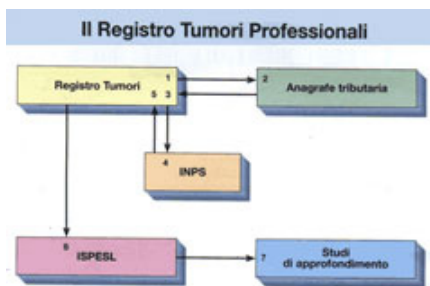 Il Registro Tumori Professionali
1
Registro Tumori
5 3
2
Anagrafe tributaria
4
INPS
6
ISPESL
7
Studi
di approfondimento